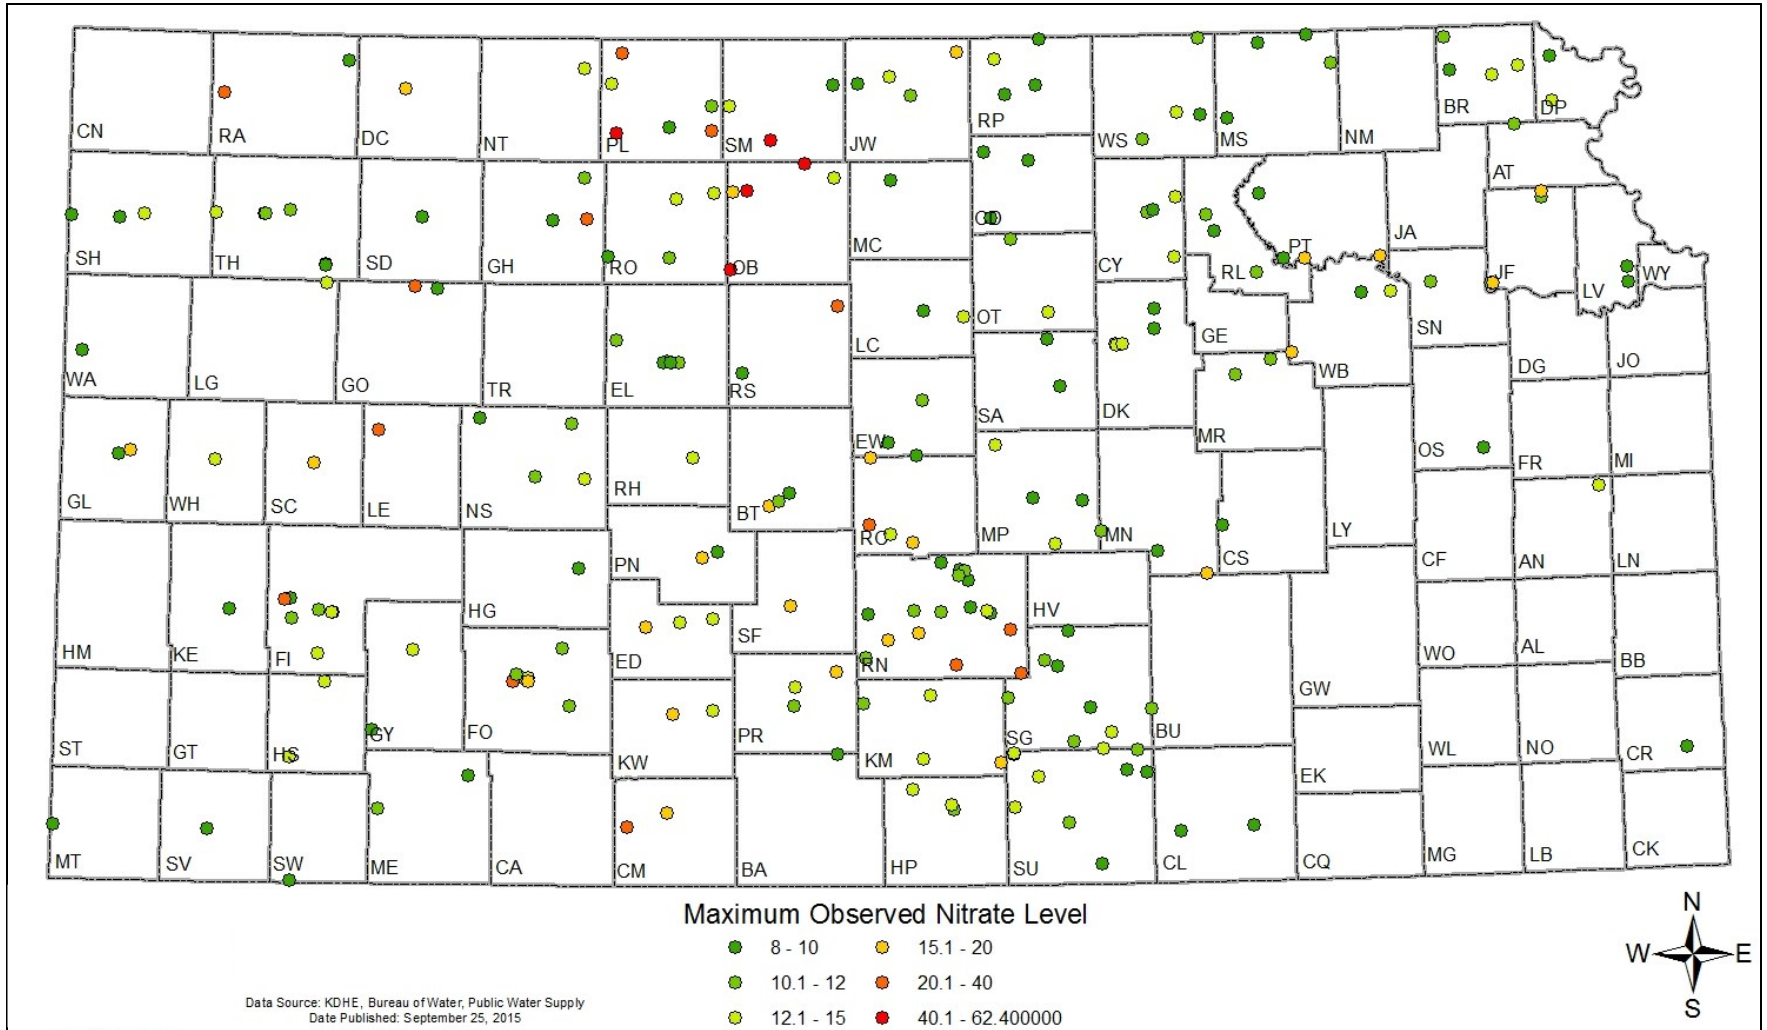 CN RA DC NT PL SM JW RP WS MS NM BR DP
AT
SH TH SD GH RO OB MC CD CY RL PT JA JF LV WY
WA LG GO TR EL RS LC OT SA DK GE WB SN DG JO
GL WH SC LE NS RH BT EW RC MP MN MR CS LY OS FR MI
HM KE FI HG PN ED SF RN HV CF AN LN
ST GT HS GY FO KW PR KM SG BU GW WO AL BB
MT SV SW ME CA CM BA HP SU CL EK CQ WL NO CR
MG LB CK
Maximum Observed Nitrate Level
8 - 10 15.1 - 20
10.1 - 12 20.1 - 40
12.1 - 15 40.1 - 62.400000
Data Source: KDHE, Bureau of Water, Public Water Supply
Date Published: September 25, 2015
N
W E
S